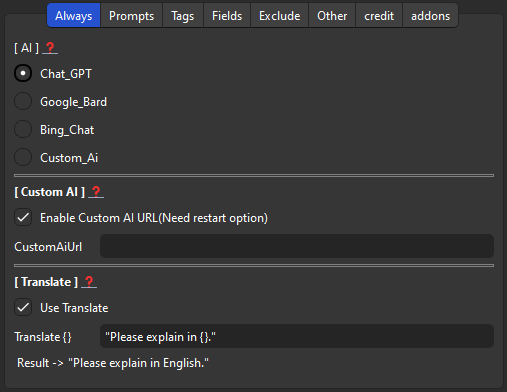 Always Prompts Tags Fields Exclude Other credit addons
[ AI ] ❓
Chat_GPT
Google_Bard
Bing_Chat
Custom_Ai
[ Custom AI ] ❓
Enable Custom AI URL(Need restart option)
CustomAiUrl
[ Translate ] ❓
Use Translate
Translate {} "Please explain in {}."
Result -> "Please explain in English."